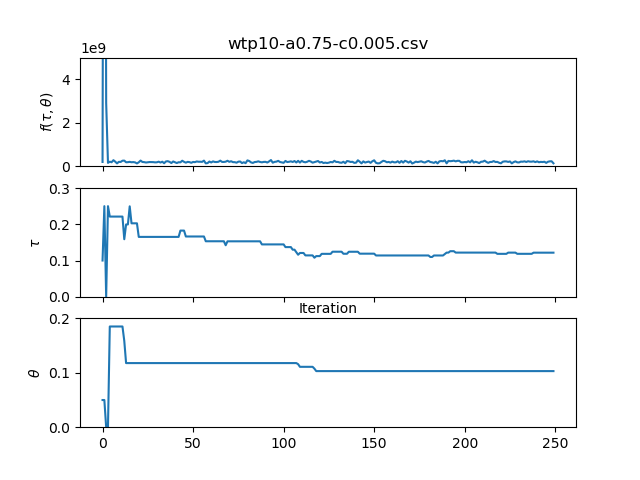 wtp10-a0.75-c0.005.csv
1e9
f(τ, θ)
4
2
0
τ
0.3
0.2
0.1
0.0
Iteration
θ
0.2
0.1
0.0
0 50 100 150 200 250